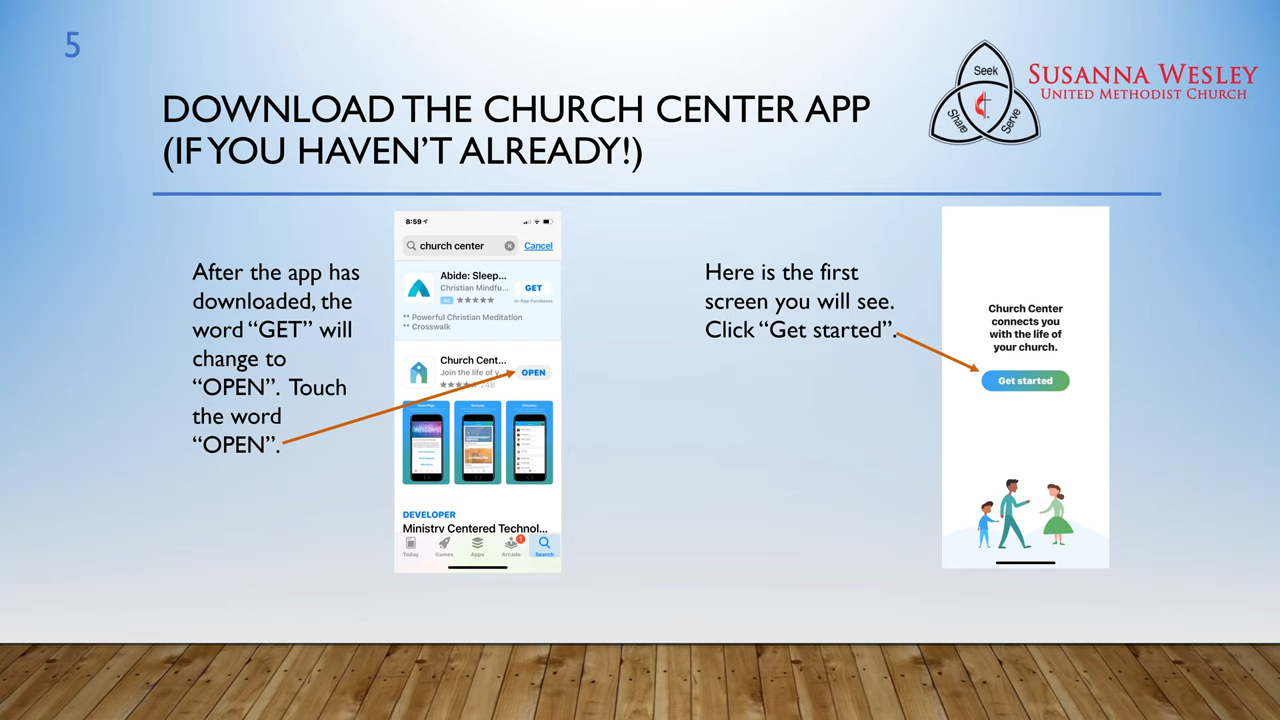 5
DOWNLOAD THE CHURCH CENTER APP
(IF YOU HAVEN'T ALREADY!)
Seek
Share
Serve
SUSANNA WESLEY
UNITED METHODIST CHURCH
After the app has
downloaded, the
word "GET" will
change to
"OPEN". Touch
the word
"OPEN".
8:59
church center
Cancel
Abide: Sleep...
Christian Mindfu...
Ad
GET
In-App Purchases
** Powerful Christian Meditation
** Crosswalk
Church Cent...
Join the life of y...
OPEN
248
WELCOME!
DEVELOPER
Ministry Centered Technol...
Today
Games
Apps
Arcade
1
Search
Here is the first
screen you will see.
Click "Get started".
Church Center
connects you
with the life of
your church.
Get started